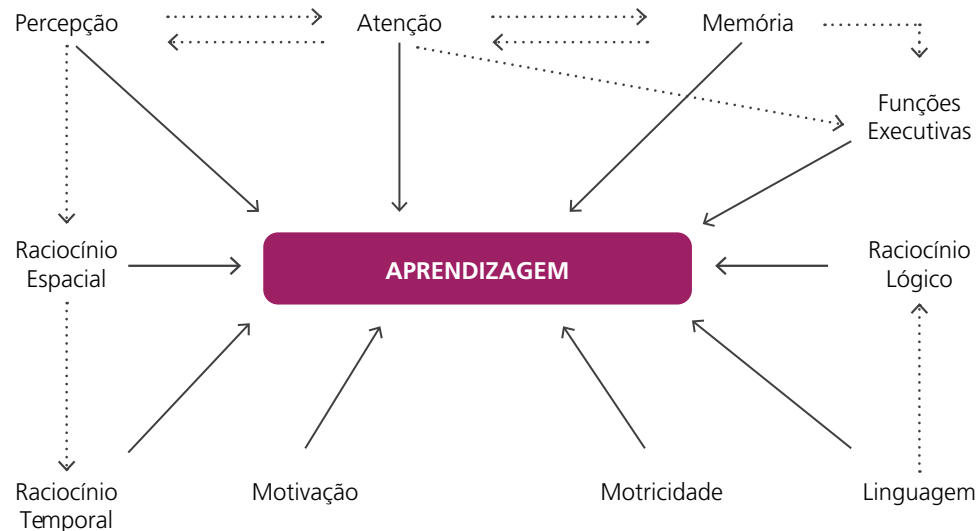 Percepção
Atenção
Memória
Funções
Executivas
Raciocínio
Espacial
APRENDIZAGEM
Raciocínio
Lógico
Raciocínio
Temporal
Motivação
Motricidade
Linguagem